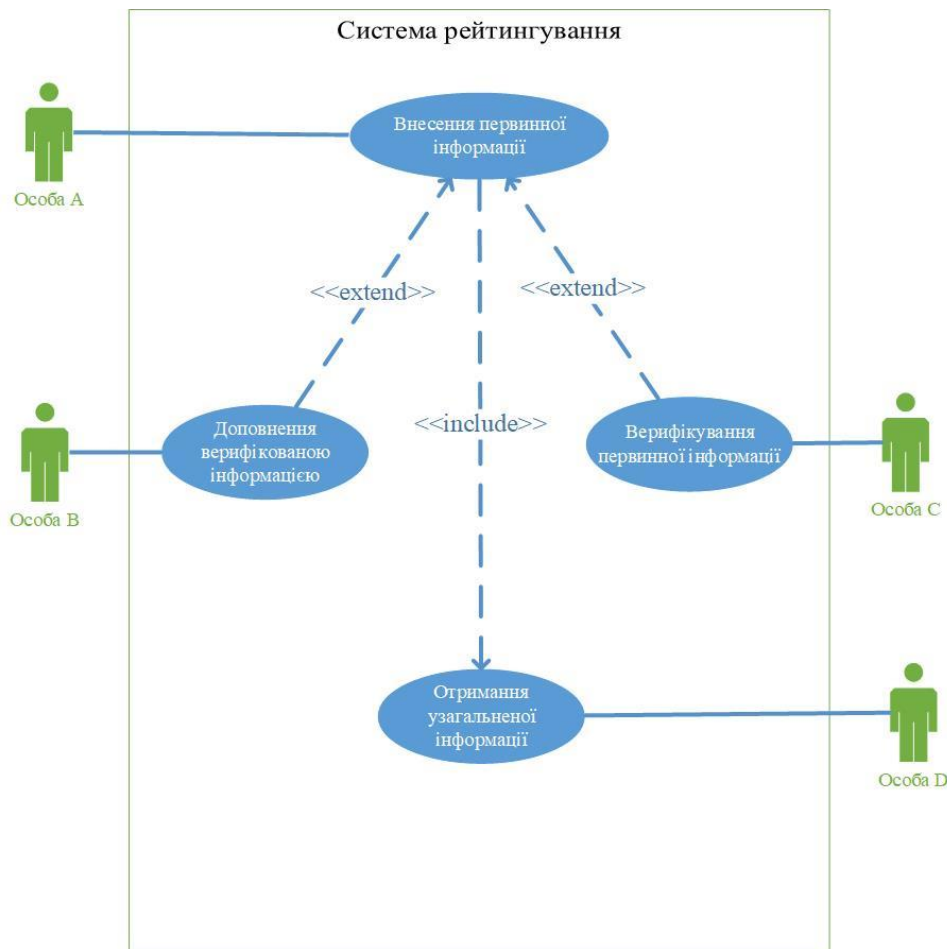 Система рейтингування
Внесення первинної
інформації
Особа A
<<extend>>
<<extend>>
Доповнення
верифікованою
інформацією
<<include>>
Верифікування
первинної інформації
Особа B
Особа C
Отримання
узагальненої
інформації
Особа D